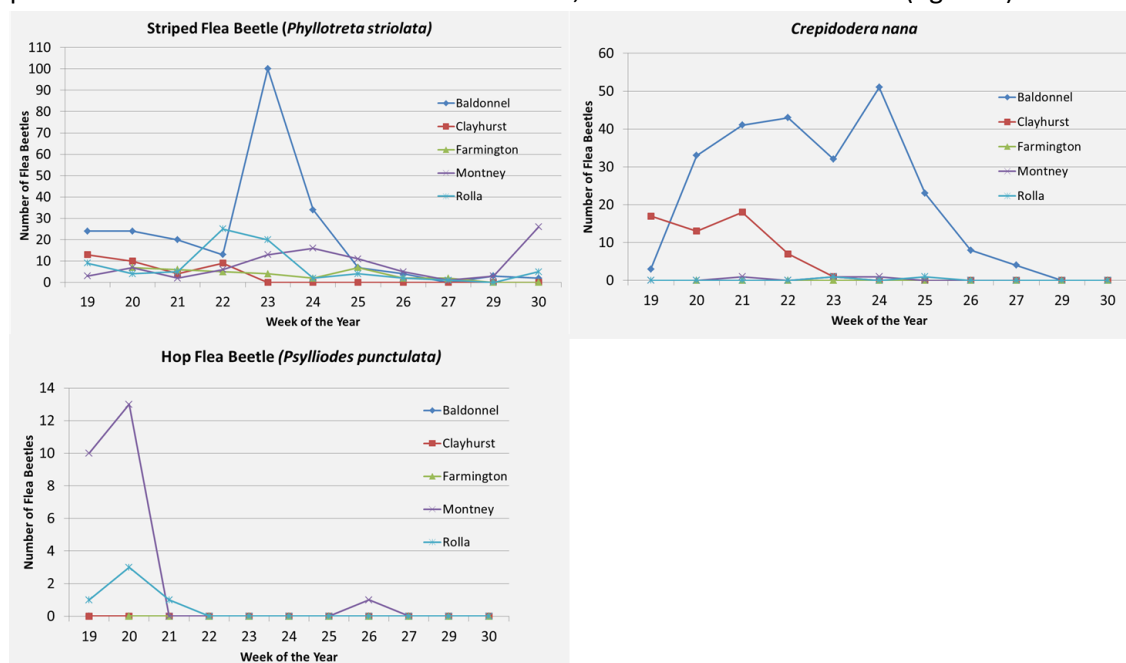 Striped Flea Beetle (Phyllotreta striolata)
Number of Flea Beetles
110
100
90
80
70
60
50
40
30
20
10
0
19 20 21 22 23 24 25 26 27 29 30
Week of the Year
Baldonnel
Clayhurst
Farmington
Montney
Rolla
Crepidodera nana
Number of Flea Beetles
60
50
40
30
20
10
0
19 20 21 22 23 24 25 26 27 29 30
Week of the Year
Baldonnel
Clayhurst
Farmington
Montney
Rolla
Hop Flea Beetle (Psylliodes punctulata)
Number of Flea Beetles
14
12
10
8
6
4
2
0
19 20 21 22 23 24 25 26 27 29 30
Week of the Year
Baldonnel
Clayhurst
Farmington
Montney
Rolla